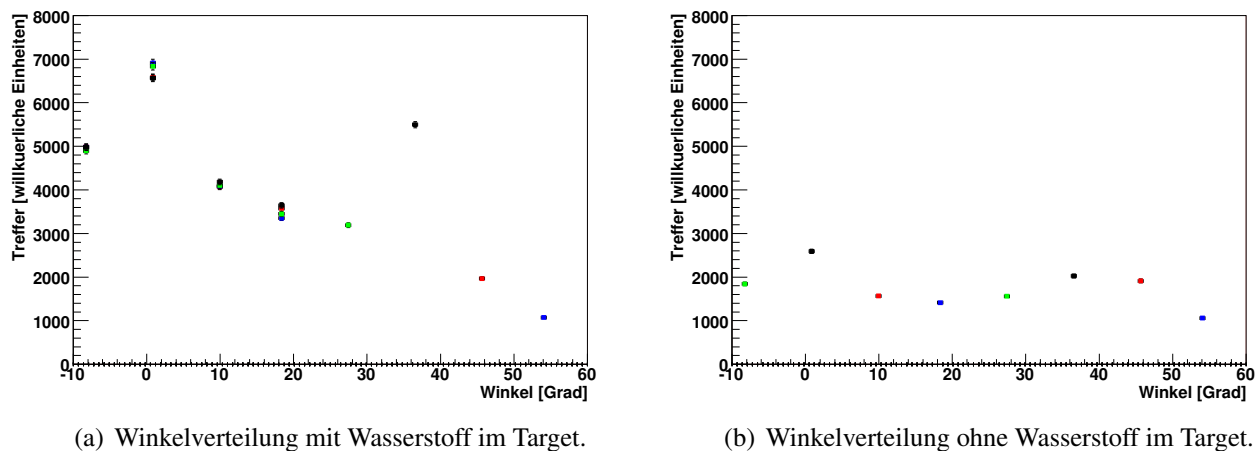 Treffer [willkuerliche Einheiten]
8000
7000
6000
5000
4000
3000
2000
1000
0
-10 0 10 20 30 40 50 60
Winkel [Grad]
(a) Winkelverteilung mit Wasserstoff im Target.
Treffer [willkuerliche Einheiten]
8000
7000
6000
5000
4000
3000
2000
1000
0
-10 0 10 20 30 40 50 60
Winkel [Grad]
(b) Winkelverteilung ohne Wasserstoff im Target.